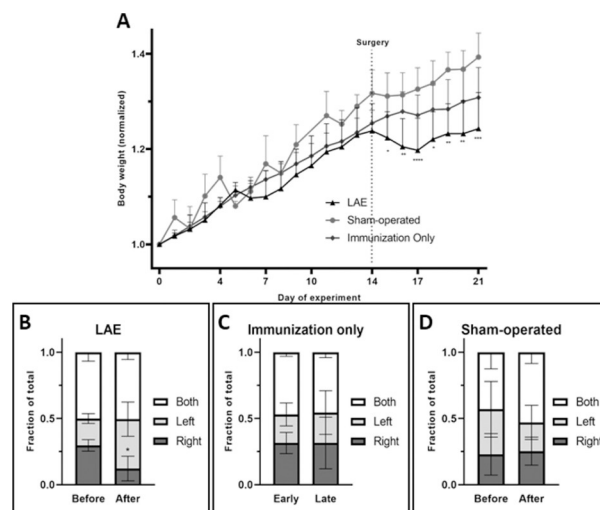 A
Surgery
1.4
1.2
1.0
Body weight (normalized)
LAE
Sham-operated
Immunization Only
* ** **** * ** ** ***
0 4 7 10 14 17 21
Day of experiment
B
LAE
Fraction of total
1.0
0.5
0.0
Both
Left
Right
*
Before After
C
Immunization only
Fraction of total
1.0
0.5
0.0
Both
Left
Right
Early Late
D
Sham-operated
Fraction of total
1.0
0.5
0.0
Both
Left
Right
Before After